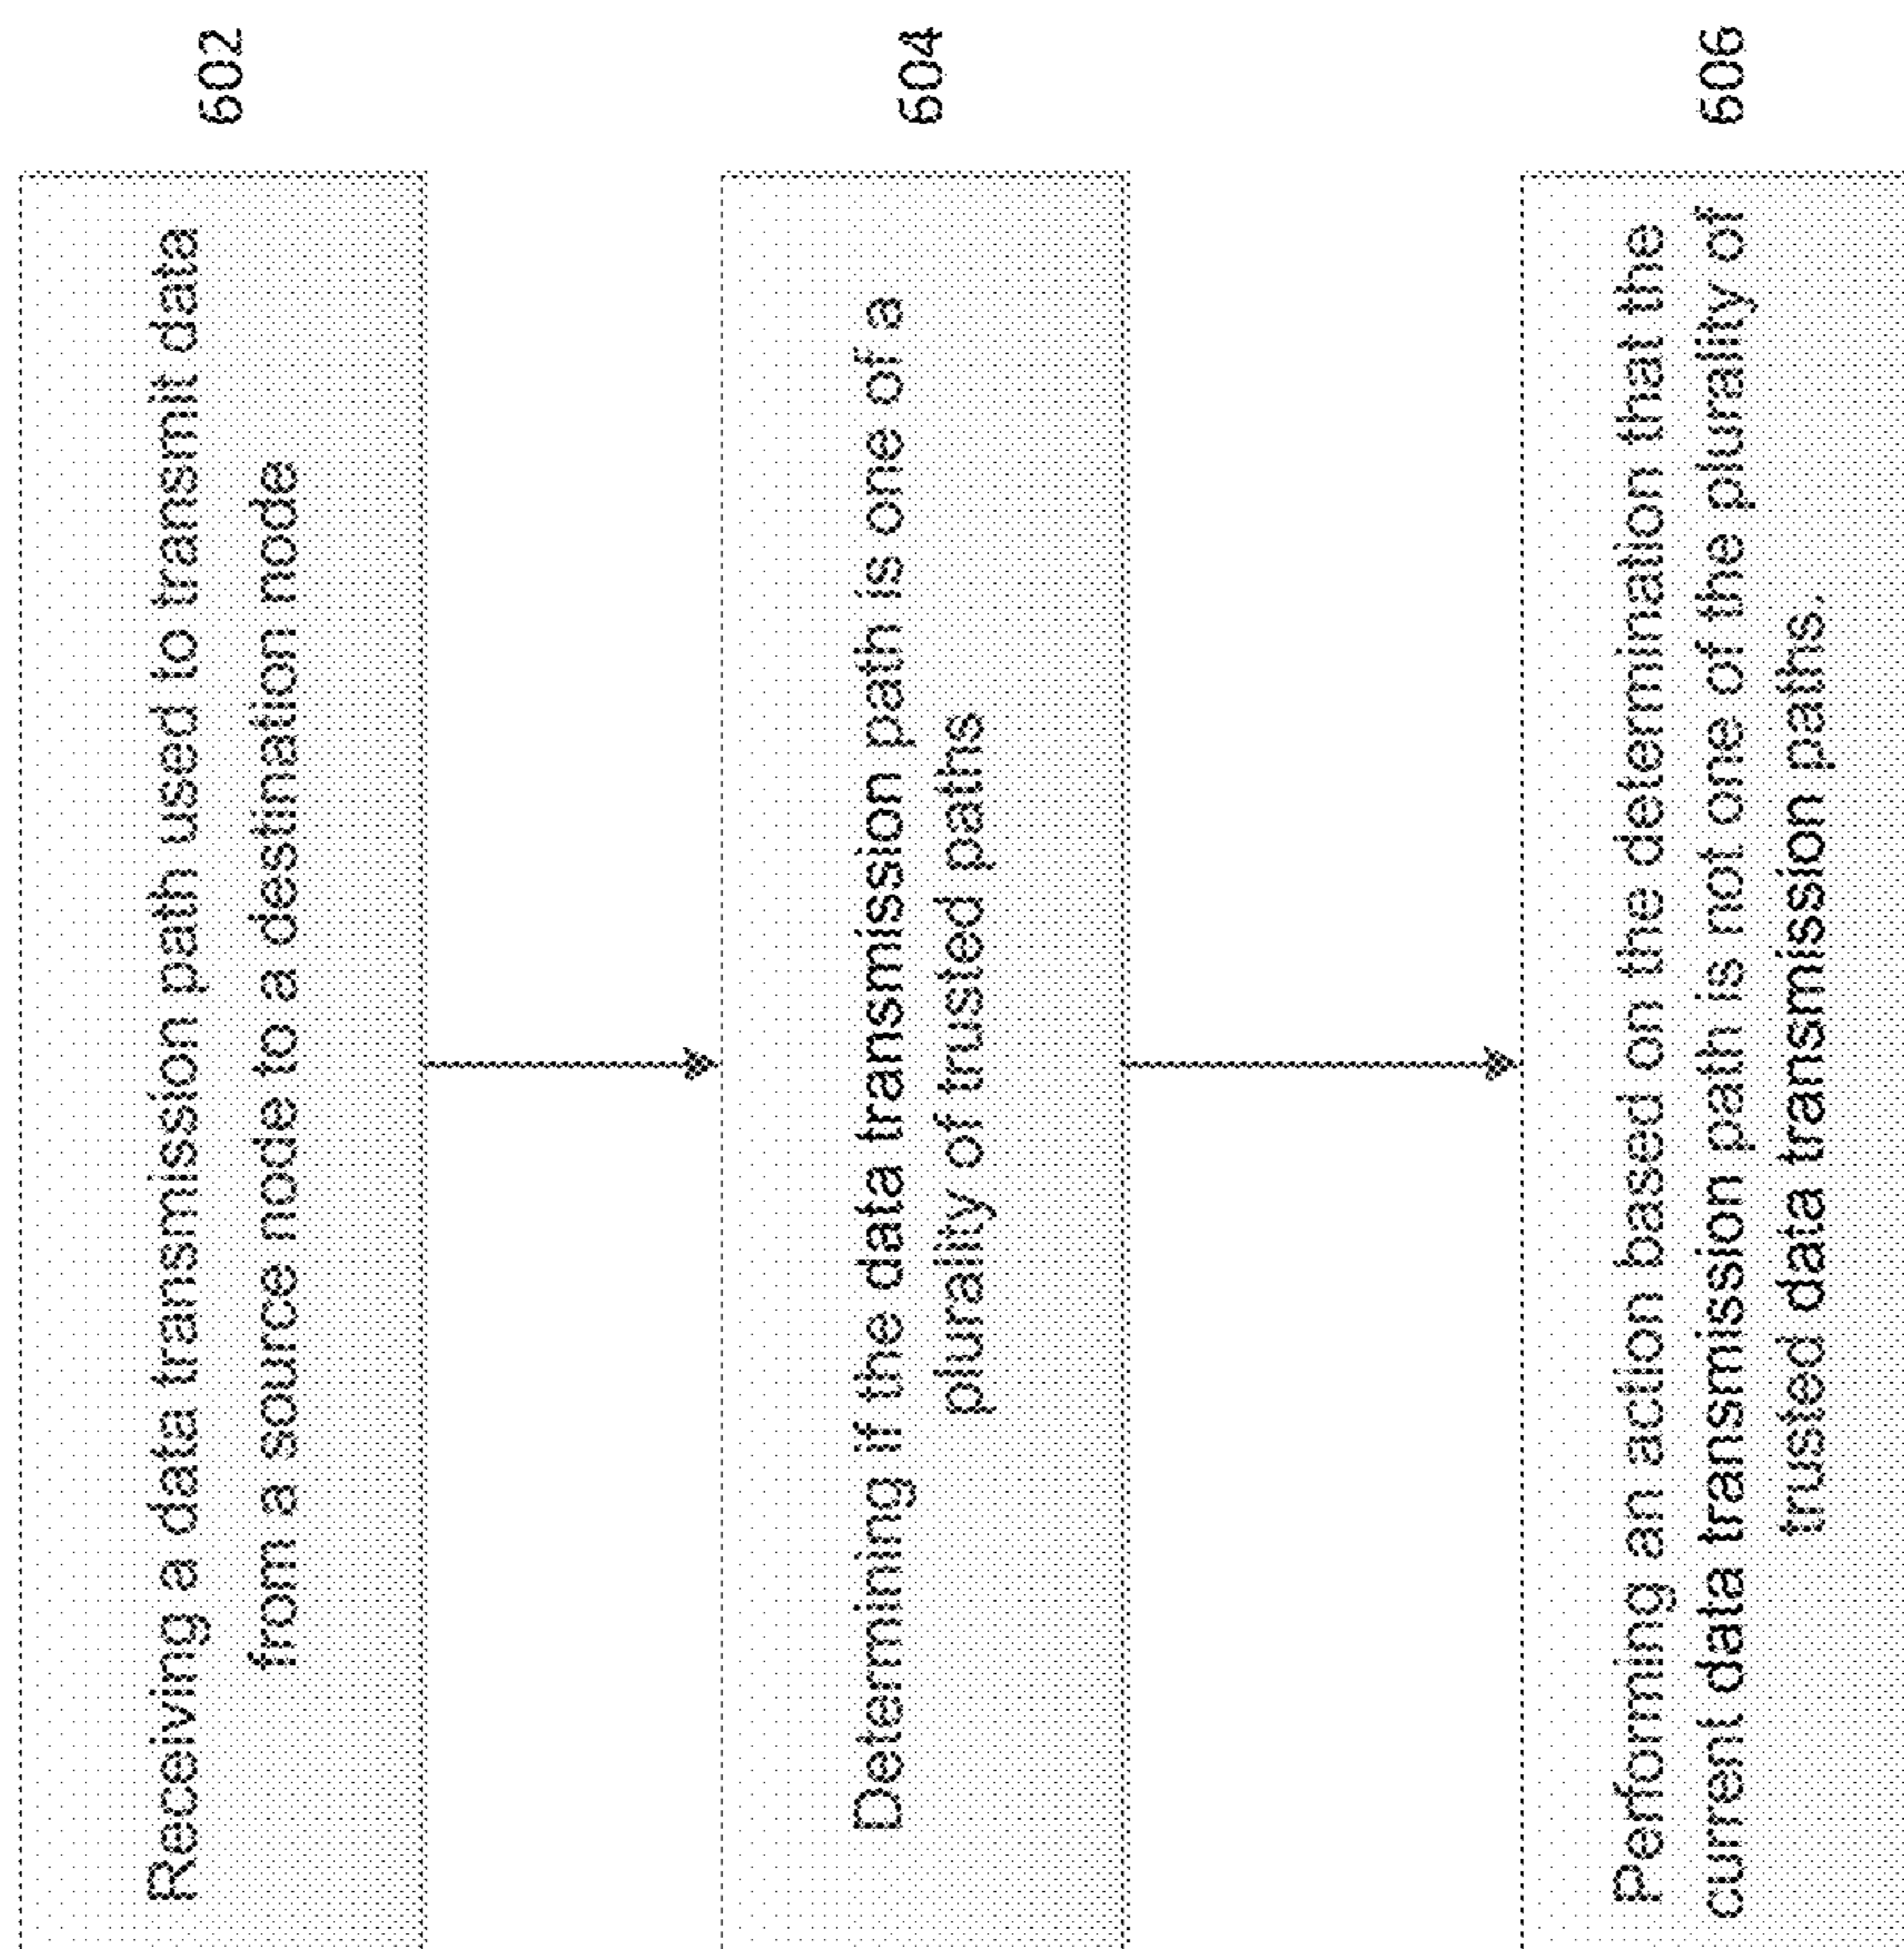 Receiving a data transmission path used to transmit data
from a source node to a destination node
602
Determining if the data transmission path is one of a
plurality of trusted paths
604
Performing an action based on the determination that the
current data transmission path is not one of the plurality of
trusted data transmission paths.
606